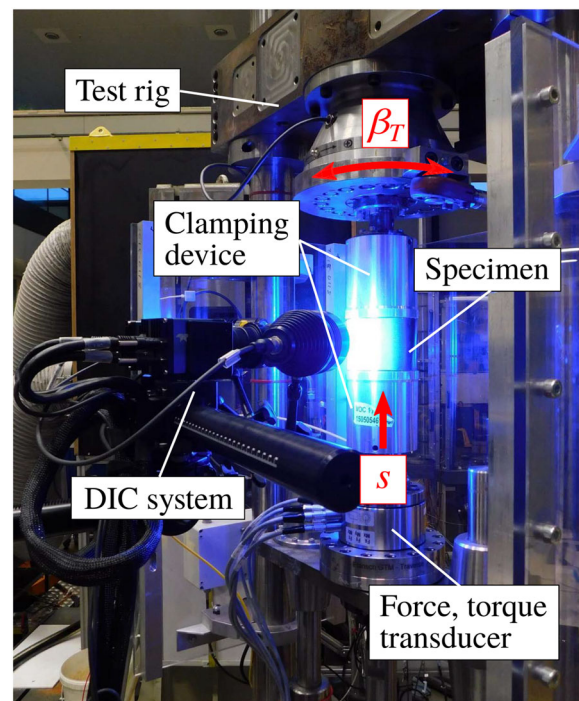 Test rig
β_T
Clamping
device
Specimen
DIC system
s
Force, torque
transducer